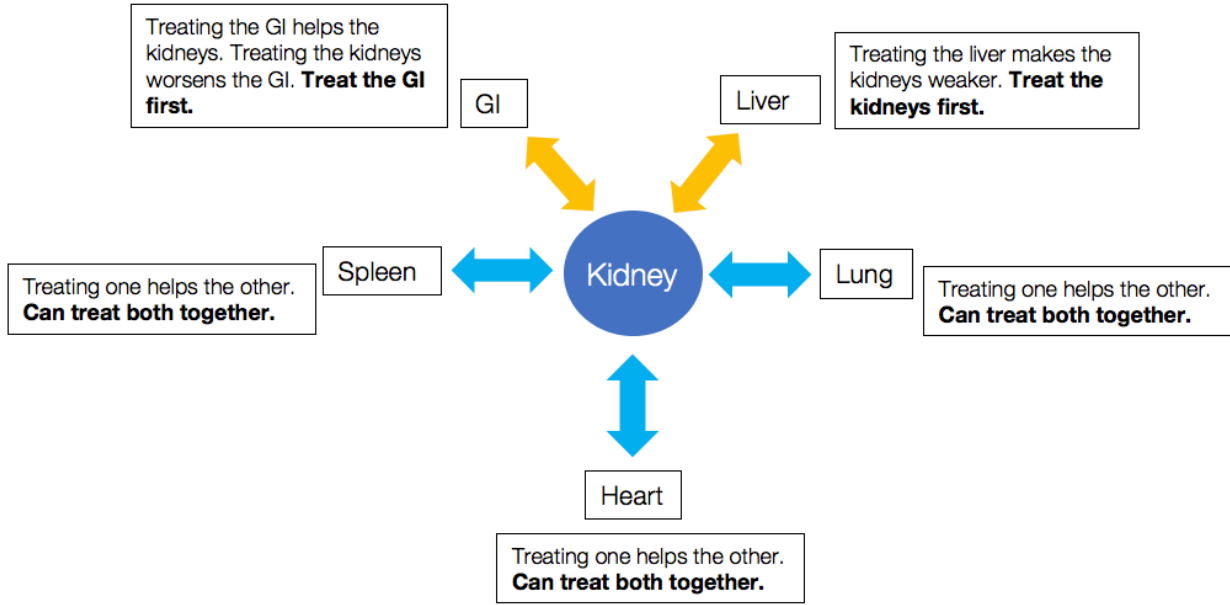 Treating the GI helps the
kidneys. Treating the kidneys
worsens the GI. Treat the GI
first.
GI
Liver
Treating the liver makes the
kidneys weaker. Treat the
kidneys first.
Spleen
Kidney
Lung
Treating one helps the other.
Can treat both together.
Treating one helps the other.
Can treat both together.
Heart
Treating one helps the other.
Can treat both together.